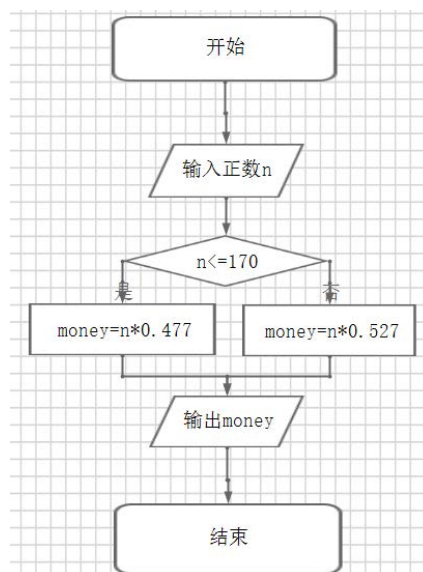 开始
输入正数n
n<=170
是
否
money=n*0.477
money=n*0.527
输出money
结束